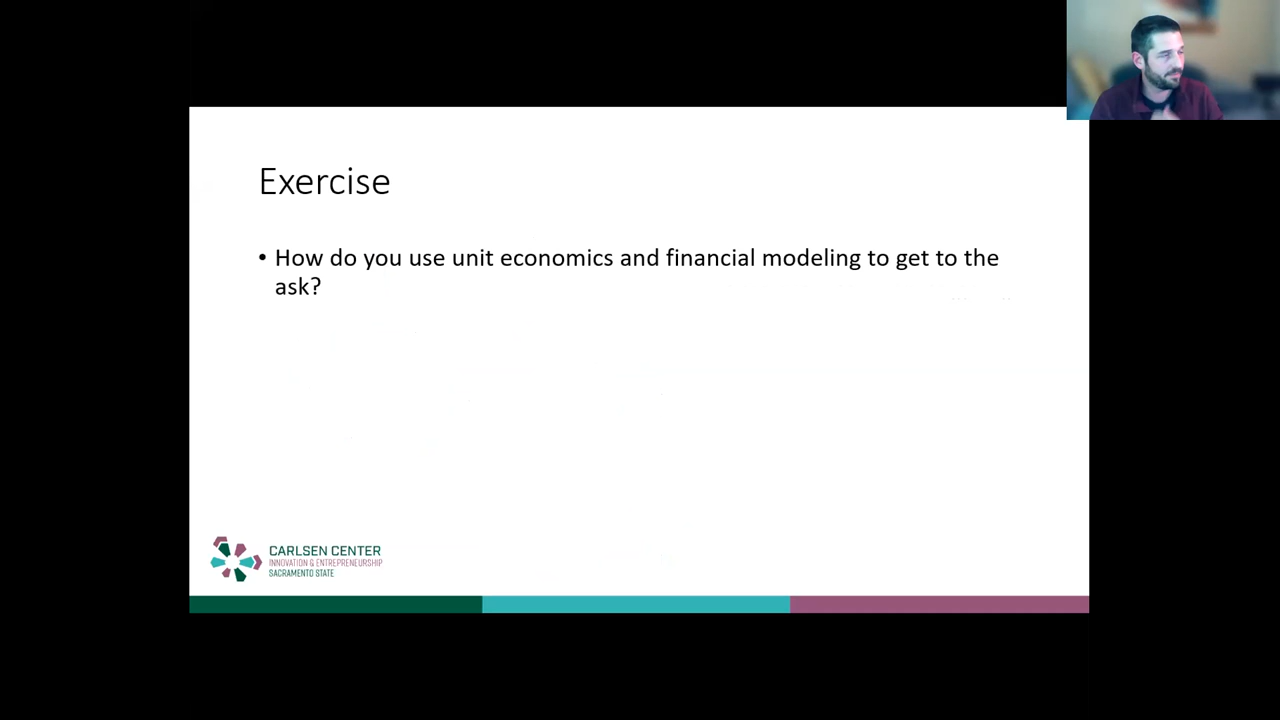 Exercise
• How do you use unit economics and financial modeling to get to the
ask?
CARLSEN CENTER
INNOVATION & ENTREPRENEURSHIP
SACRAMENTO STATE